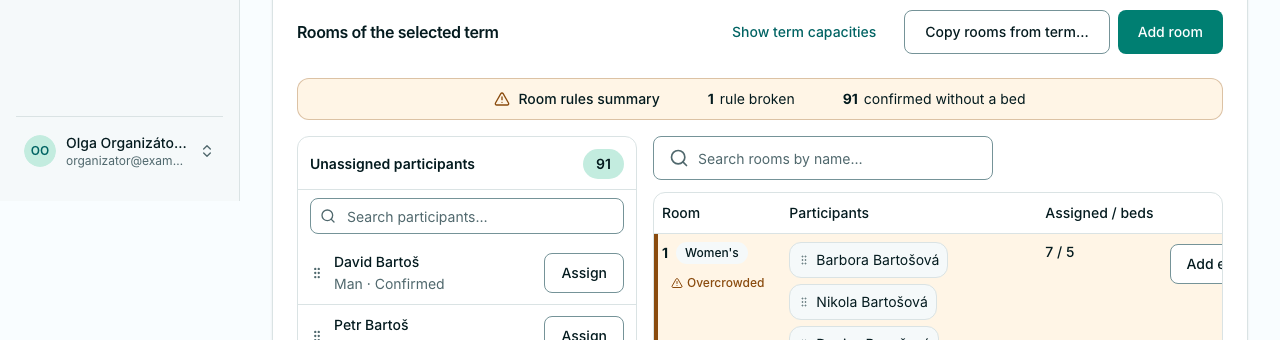 Rooms of the selected term
Show term capacities
Copy rooms from term...
Add room
Room rules summary
1 rule broken
91 confirmed without a bed
OO
Olga Organizáto...
organizator@exam...
Unassigned participants
91
Search participants...
David Bartoš
Man · Confirmed
Assign
Petr Bartoš
Assign
Search rooms by name...
Room
Participants
Assigned / beds
1
Women's
Overcrowded
Barbora Bartošová
Nikola Bartošová
7 / 5
Add